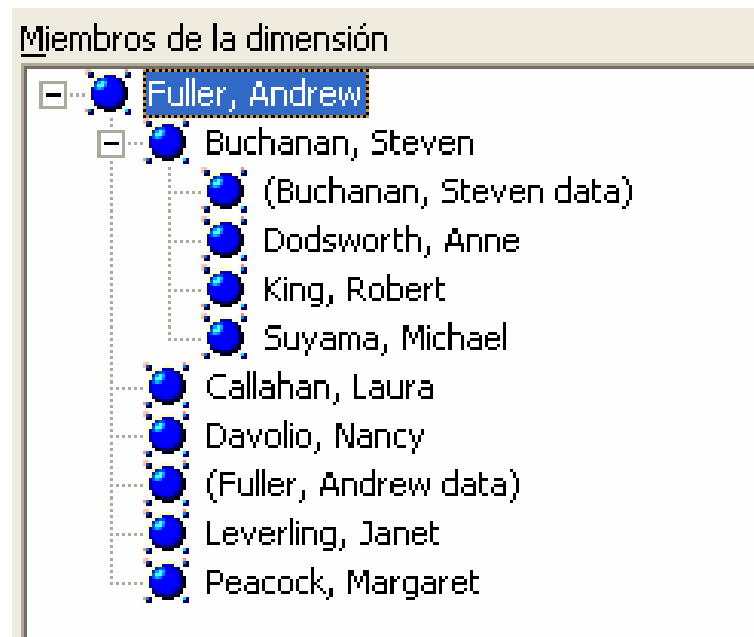 Miembros de la dimensión
Fuller, Andrew
Buchanan, Steven
(Buchanan, Steven data)
Dodsworth, Anne
King, Robert
Suyama, Michael
Callahan, Laura
Davolio, Nancy
(Fuller, Andrew data)
Leverling, Janet
Peacock, Margaret